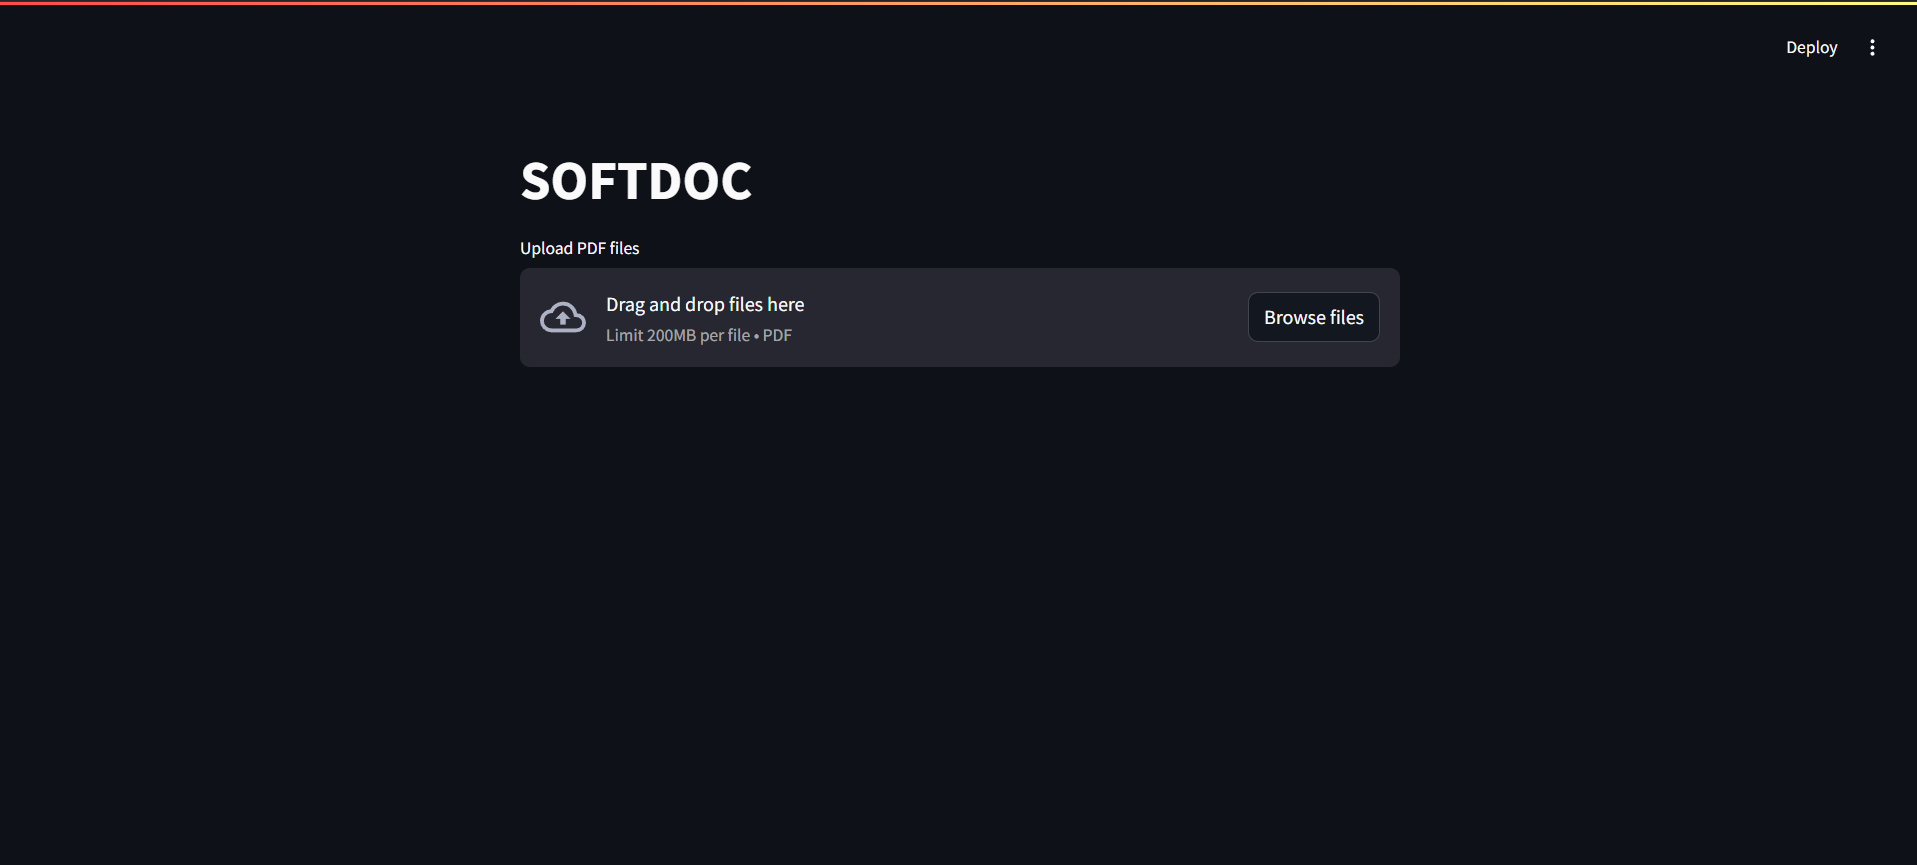 Deploy
SOFTDOC
Upload PDF files
Drag and drop files here
Limit 200MB per file • PDF
Browse files